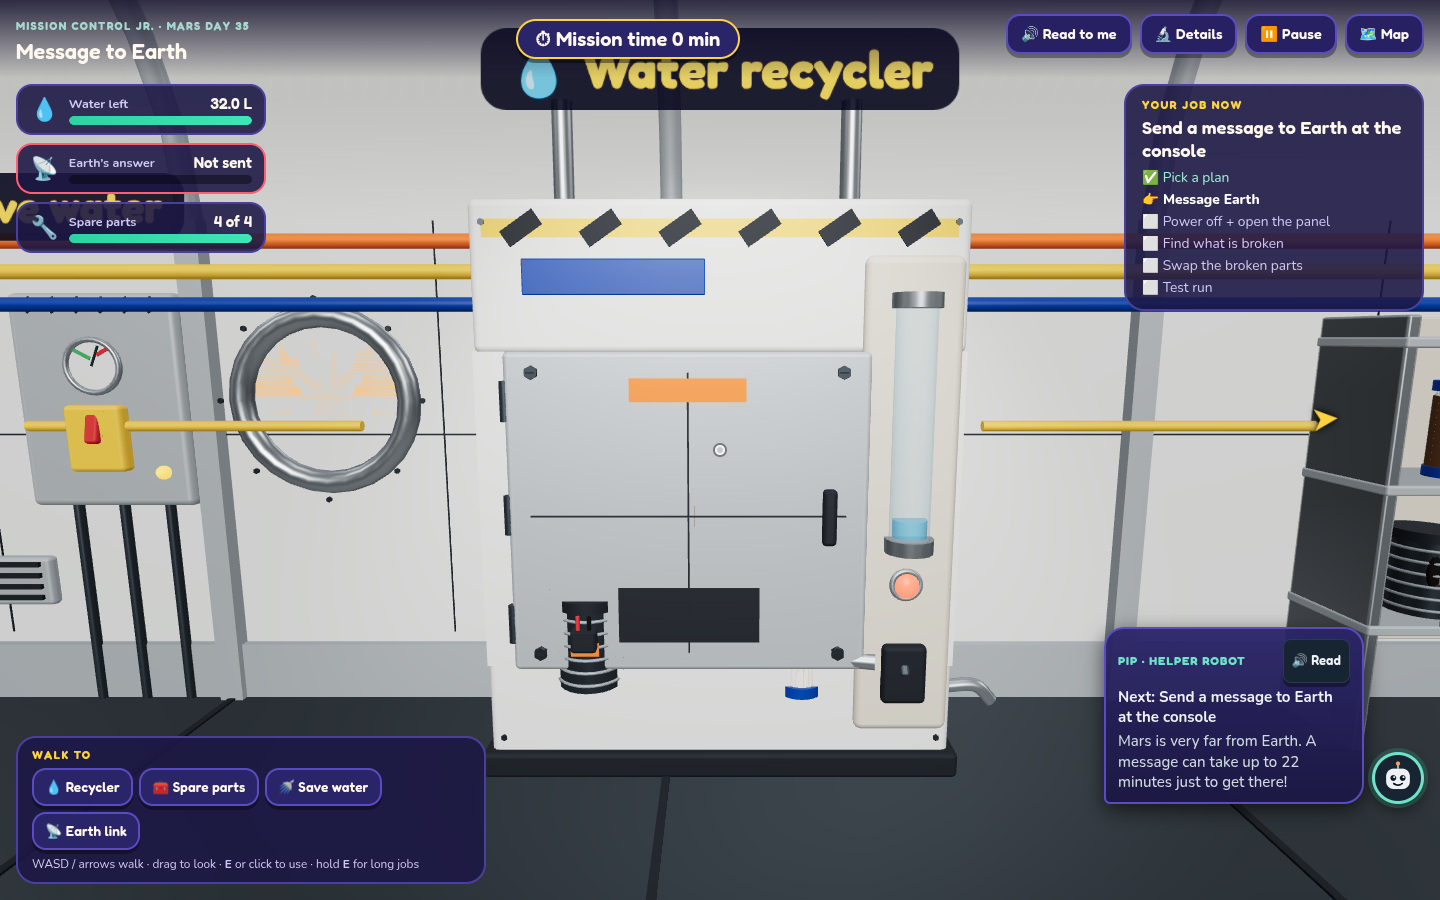 MISSION CONTROL JR. · MARS DAY 35
Message to Earth
⏱ Mission time 0 min
💧 Water recycler
🔊 Read to me
🔬 Details
⏸ Pause
🗺️ Map
Water left 32.0 L
Earth's answer Not sent
Spare parts 4 of 4
ve water
YOUR JOB NOW
Send a message to Earth at the
console
✅ Pick a plan
👉 Message Earth
⬜ Power off + open the panel
⬜ Find what is broken
⬜ Swap the broken parts
⬜ Test run
PIP · HELPER ROBOT
🔊 Read
Next: Send a message to Earth
at the console
Mars is very far from Earth. A
message can take up to 22
minutes just to get there!
WALK TO
💧 Recycler
🧰 Spare parts
🚿 Save water
📡 Earth link
WASD / arrows walk · drag to look · E or click to use · hold E for long jobs